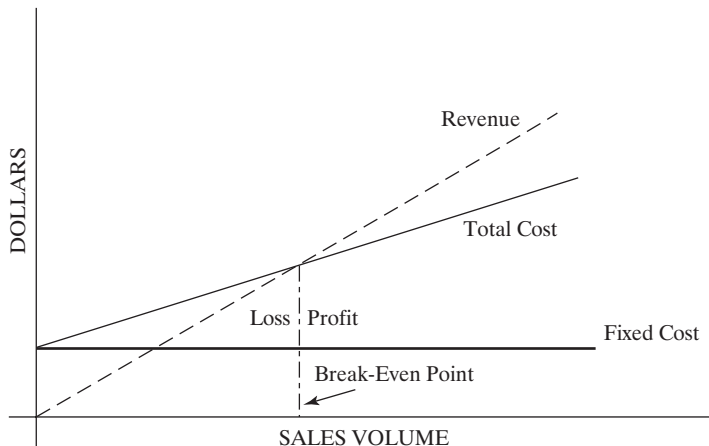 Revenue
DOLLARS
Total Cost
Loss Profit
Fixed Cost
Break-Even Point
SALES VOLUME